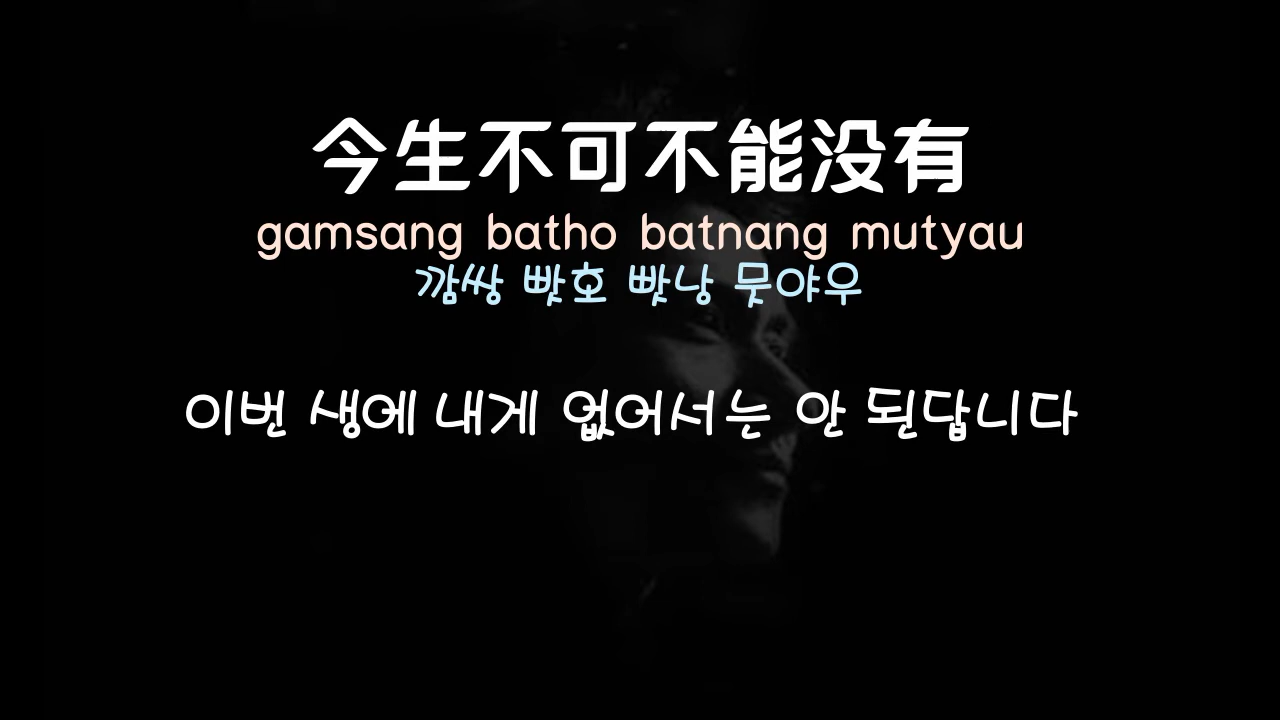 今生不可不能没有
gamsang batho batnang mutyau
깜쌍 빳호 빳낭 뭇야우
이번 생에 내게 없어서는 안 된답니다